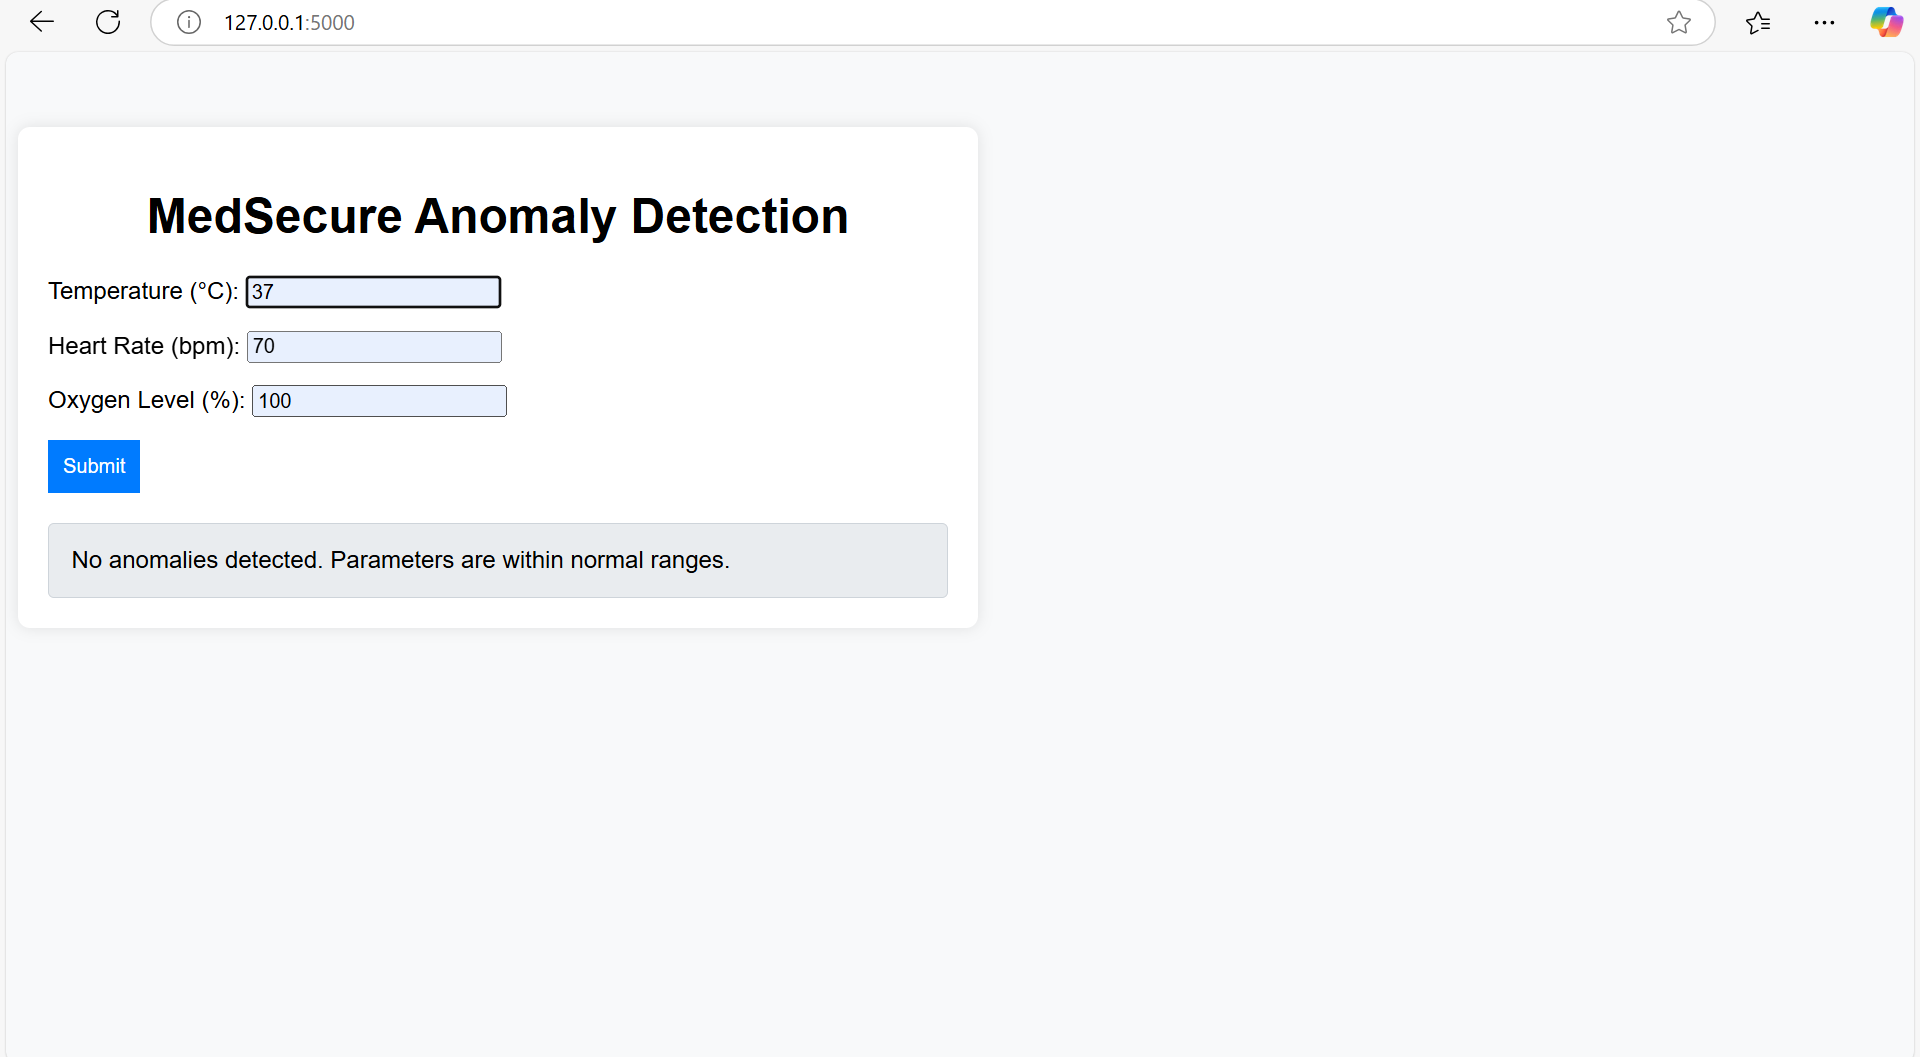 127.0.0.1:5000
MedSecure Anomaly Detection
Temperature (°C): 37
Heart Rate (bpm): 70
Oxygen Level (%): 100
Submit
No anomalies detected. Parameters are within normal ranges.